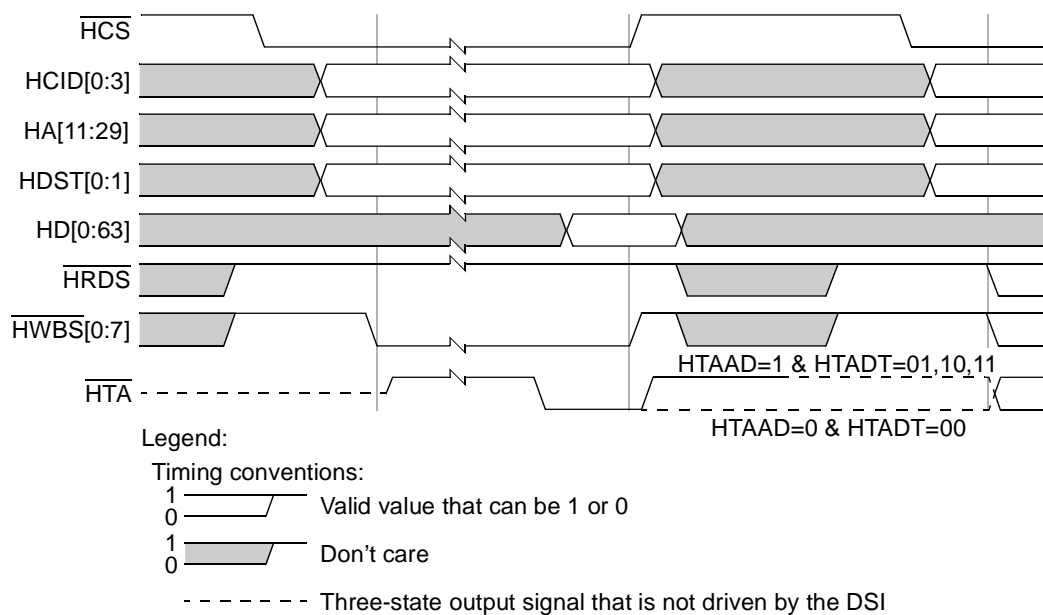 HCS
HCID[0:3]
HA[11:29]
HDST[0:1]
HD[0:63]
HRDS
HWBS[0:7]
HTAAD=1 & HTADT=01,10,11
HTA
HTAAD=0 & HTADT=00
Legend:
Timing conventions:
1
0
Valid value that can be 1 or 0
1
0
Don't care
Three-state output signal that is not driven by the DSI